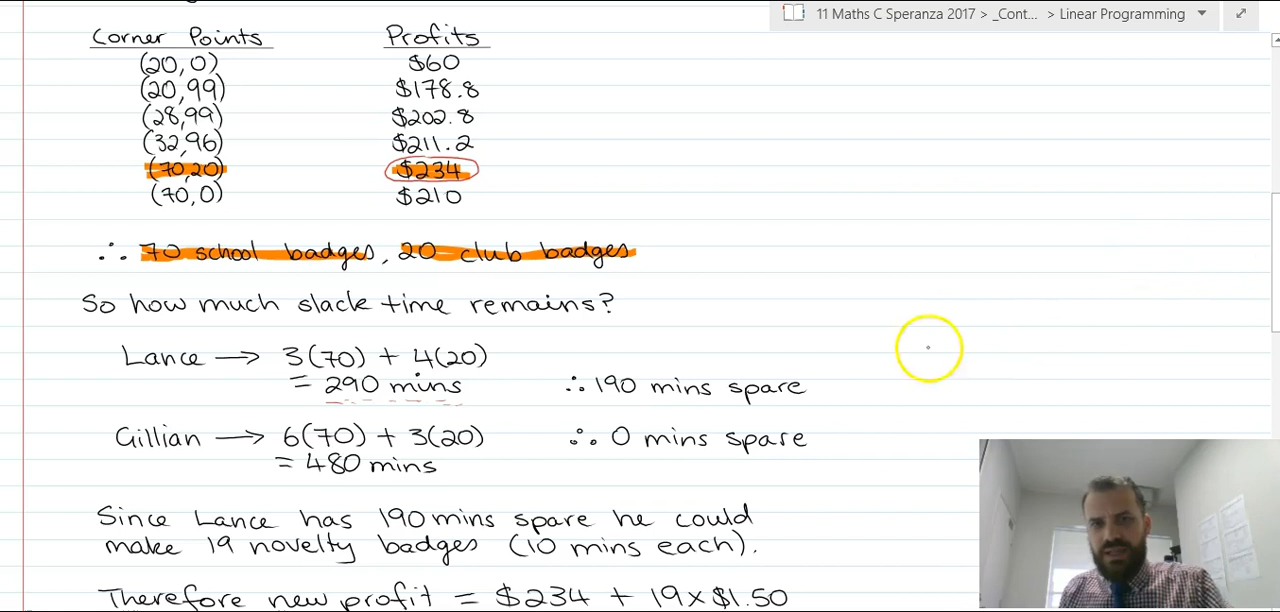 11 Maths C Speranza 2017 > _Cont... > Linear Programming
Corner Points Profits
(20,0) $60
(20,99) $178.8
(28,99) $202.8
(32,96) $211.2
(70,20) $234
(70,0) $210
∴ 70 school badges, 20 club badges
So how much slack time remains?
Lance → 3(70) + 4(20)
= 290 mins ∴ 190 mins spare
Gillian → 6(70) + 3(20) ∴ 0 mins spare
= 480 mins
Since Lance has 190 mins spare he could
make 19 novelty badges (10 mins each).
Therefore new profit = $234 + 19x$1.50